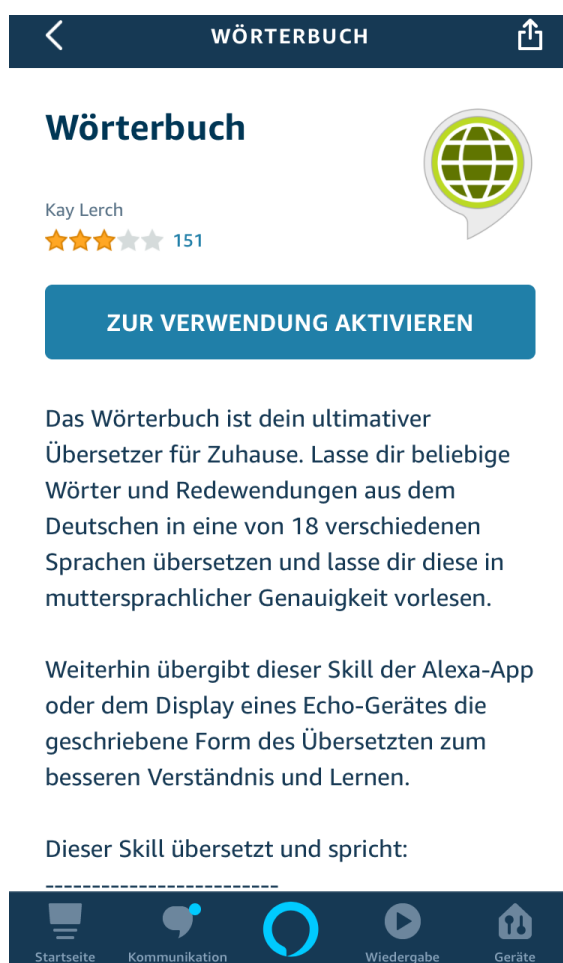 WÖRTERBUCH
Wörterbuch
Kay Lerch
151
ZUR VERWENDUNG AKTIVIEREN
Das Wörterbuch ist dein ultimativer
Übersetzer für Zuhause. Lasse dir beliebige
Wörter und Redewendungen aus dem
Deutschen in eine von 18 verschiedenen
Sprachen übersetzen und lasse dir diese in
muttersprachlicher Genauigkeit vorlesen.
Weiterhin übergibt dieser Skill der Alexa-App
oder dem Display eines Echo-Gerätes die
geschriebene Form des Übersetzten zum
besseren Verständnis und Lernen.
Dieser Skill übersetzt und spricht:
-------------------------
Startseite Kommunikation Wiedergabe Geräte